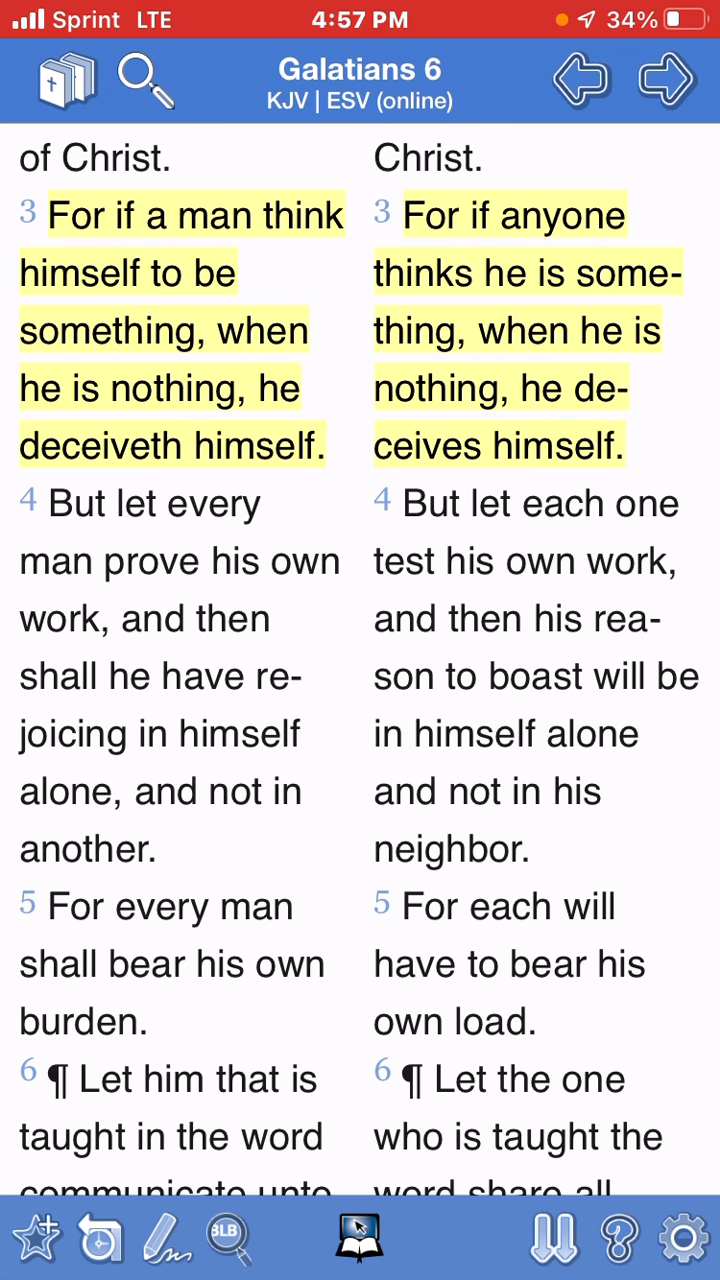 Sprint LTE 4:57 PM 34%
Galatians 6
KJV | ESV (online)
of Christ.
3 For if a man think
himself to be
something, when
he is nothing, he
deceiveth himself.
4 But let every
man prove his own
work, and then
shall he have re-
joicing in himself
alone, and not in
another.
5 For every man
shall bear his own
burden.
6 ¶ Let him that is
taught in the word
communicate unto
Christ.
3 For if anyone
thinks he is some-
thing, when he is
nothing, he de-
ceives himself.
4 But let each one
test his own work,
and then his rea-
son to boast will be
in himself alone
and not in his
neighbor.
5 For each will
have to bear his
own load.
6 ¶ Let the one
who is taught the
word share all
BLB